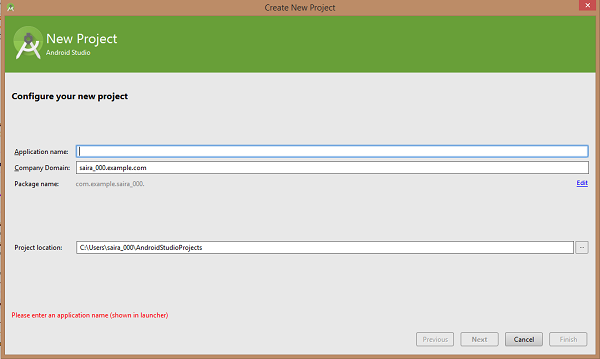 Create New Project
New Project
Android Studio
Configure your new project
Application name:
Company Domain: saira_000.example.com
Package name: com.example.saira_000. Edit
Project location: C:\Users\saira_000\AndroidStudioProjects ...
Please enter an application name (shown in launcher)
Previous Next Cancel Finish